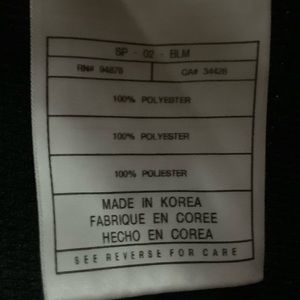 SP - 02 - BLM
RN# 94878 CA# 34428
100% POLYESTER
100% POLYESTER
100% POLIESTER
MADE IN KOREA
FABRIQUE EN COREE
HECHO EN COREA
SEE REVERSE FOR CARE